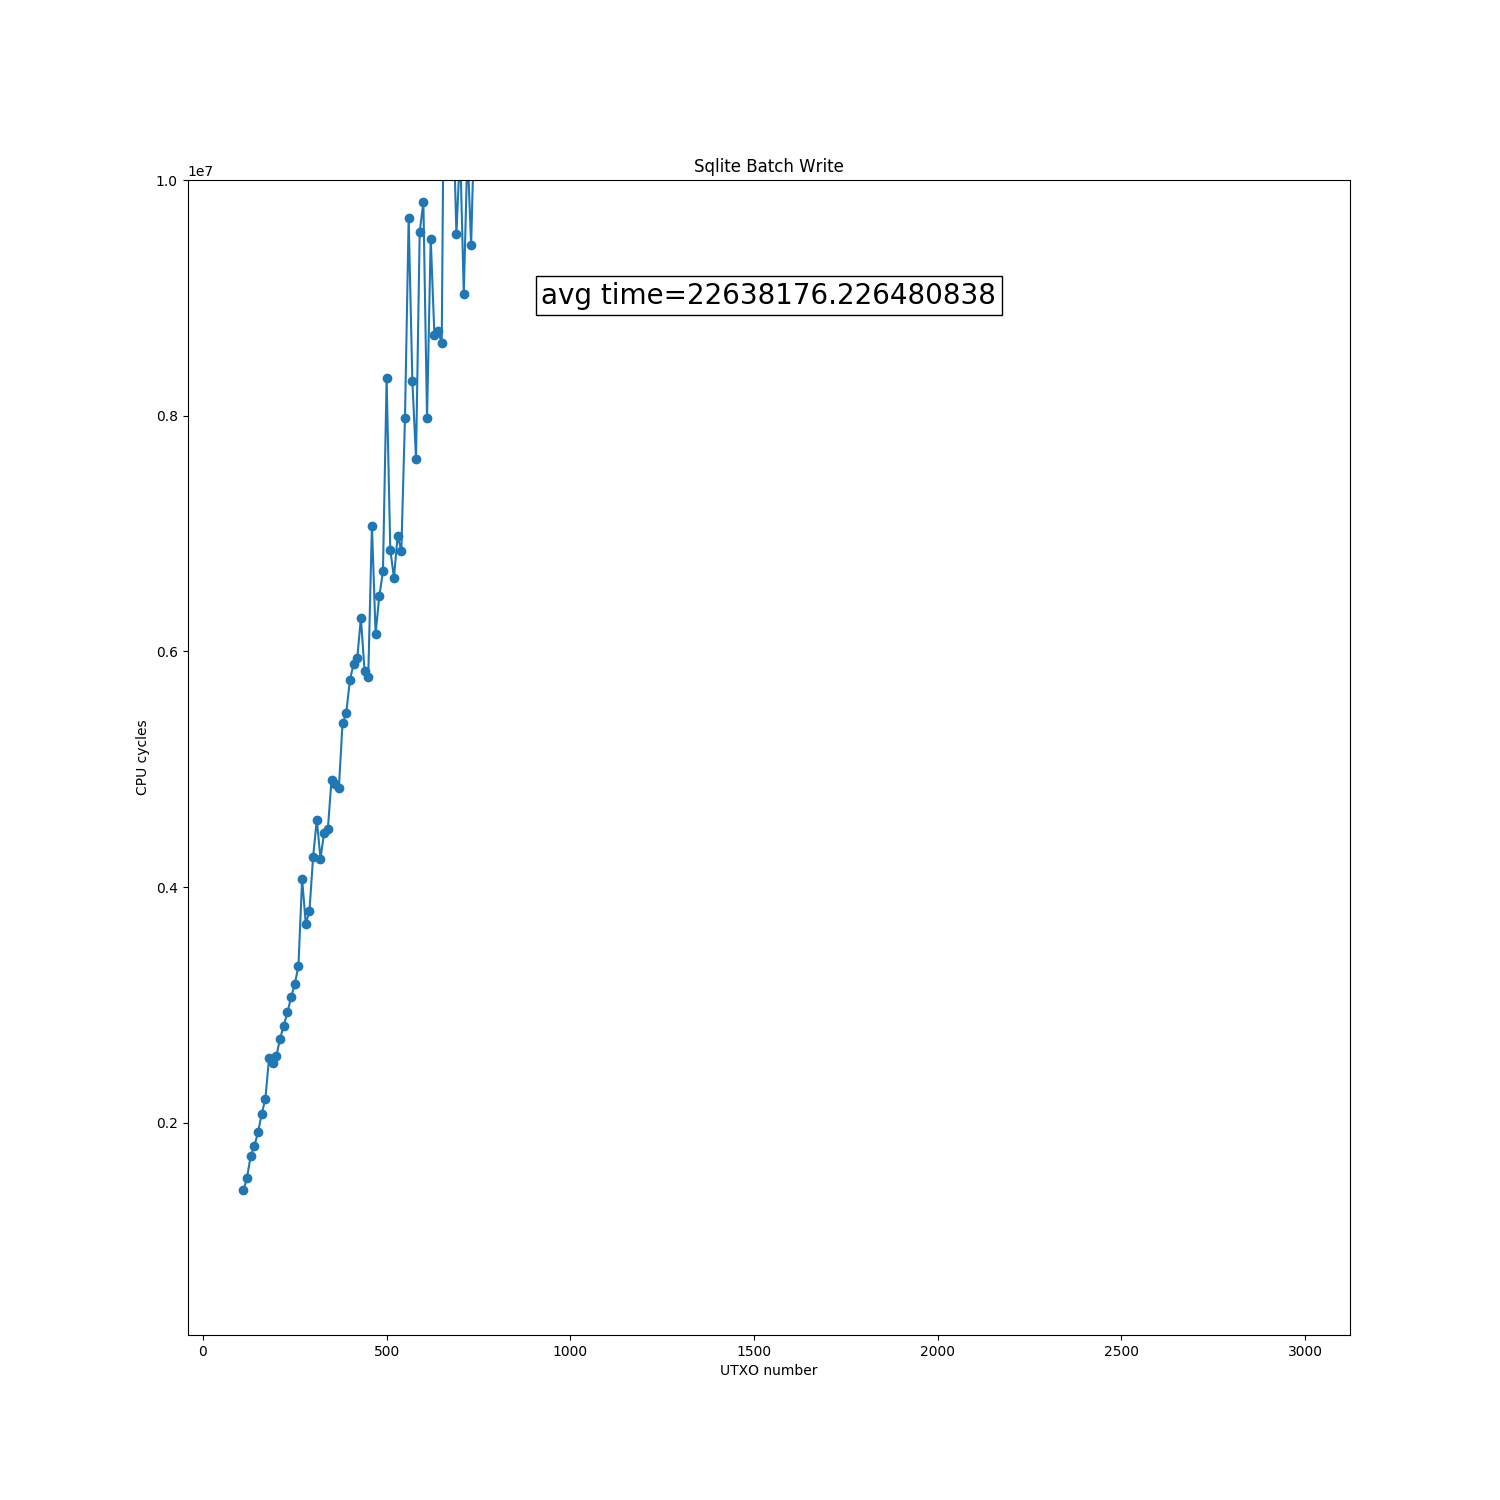 Sqlite Batch Write
1e7
1.0
0.8
0.6
0.4
0.2
CPU cycles
avg time=22638176.226480838
0 500 1000 1500 2000 2500 3000
UTXO number